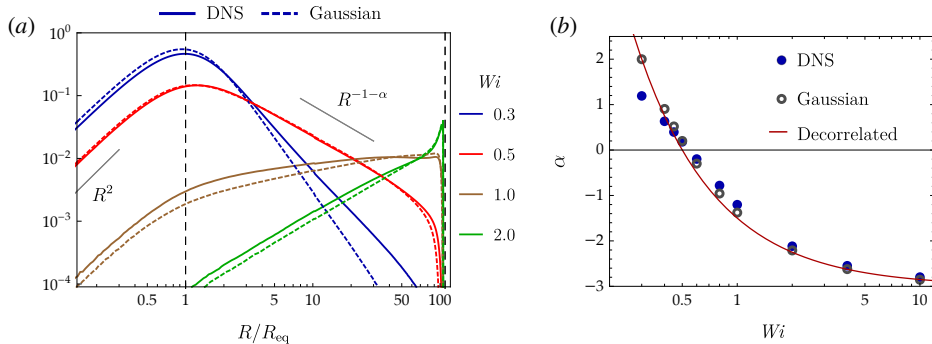 (a)
DNS
Gaussian
10^0
10^{-1}
10^{-2}
10^{-3}
10^{-4}
R^2
R^{-1-α}
0.5
1
5
10
50
100
R/R_eq
Wi
0.3
0.5
1.0
2.0
(b)
2
1
0
−1
−2
−3
α
DNS
Gaussian
Decorrelated
0.5
1
5
10
Wi